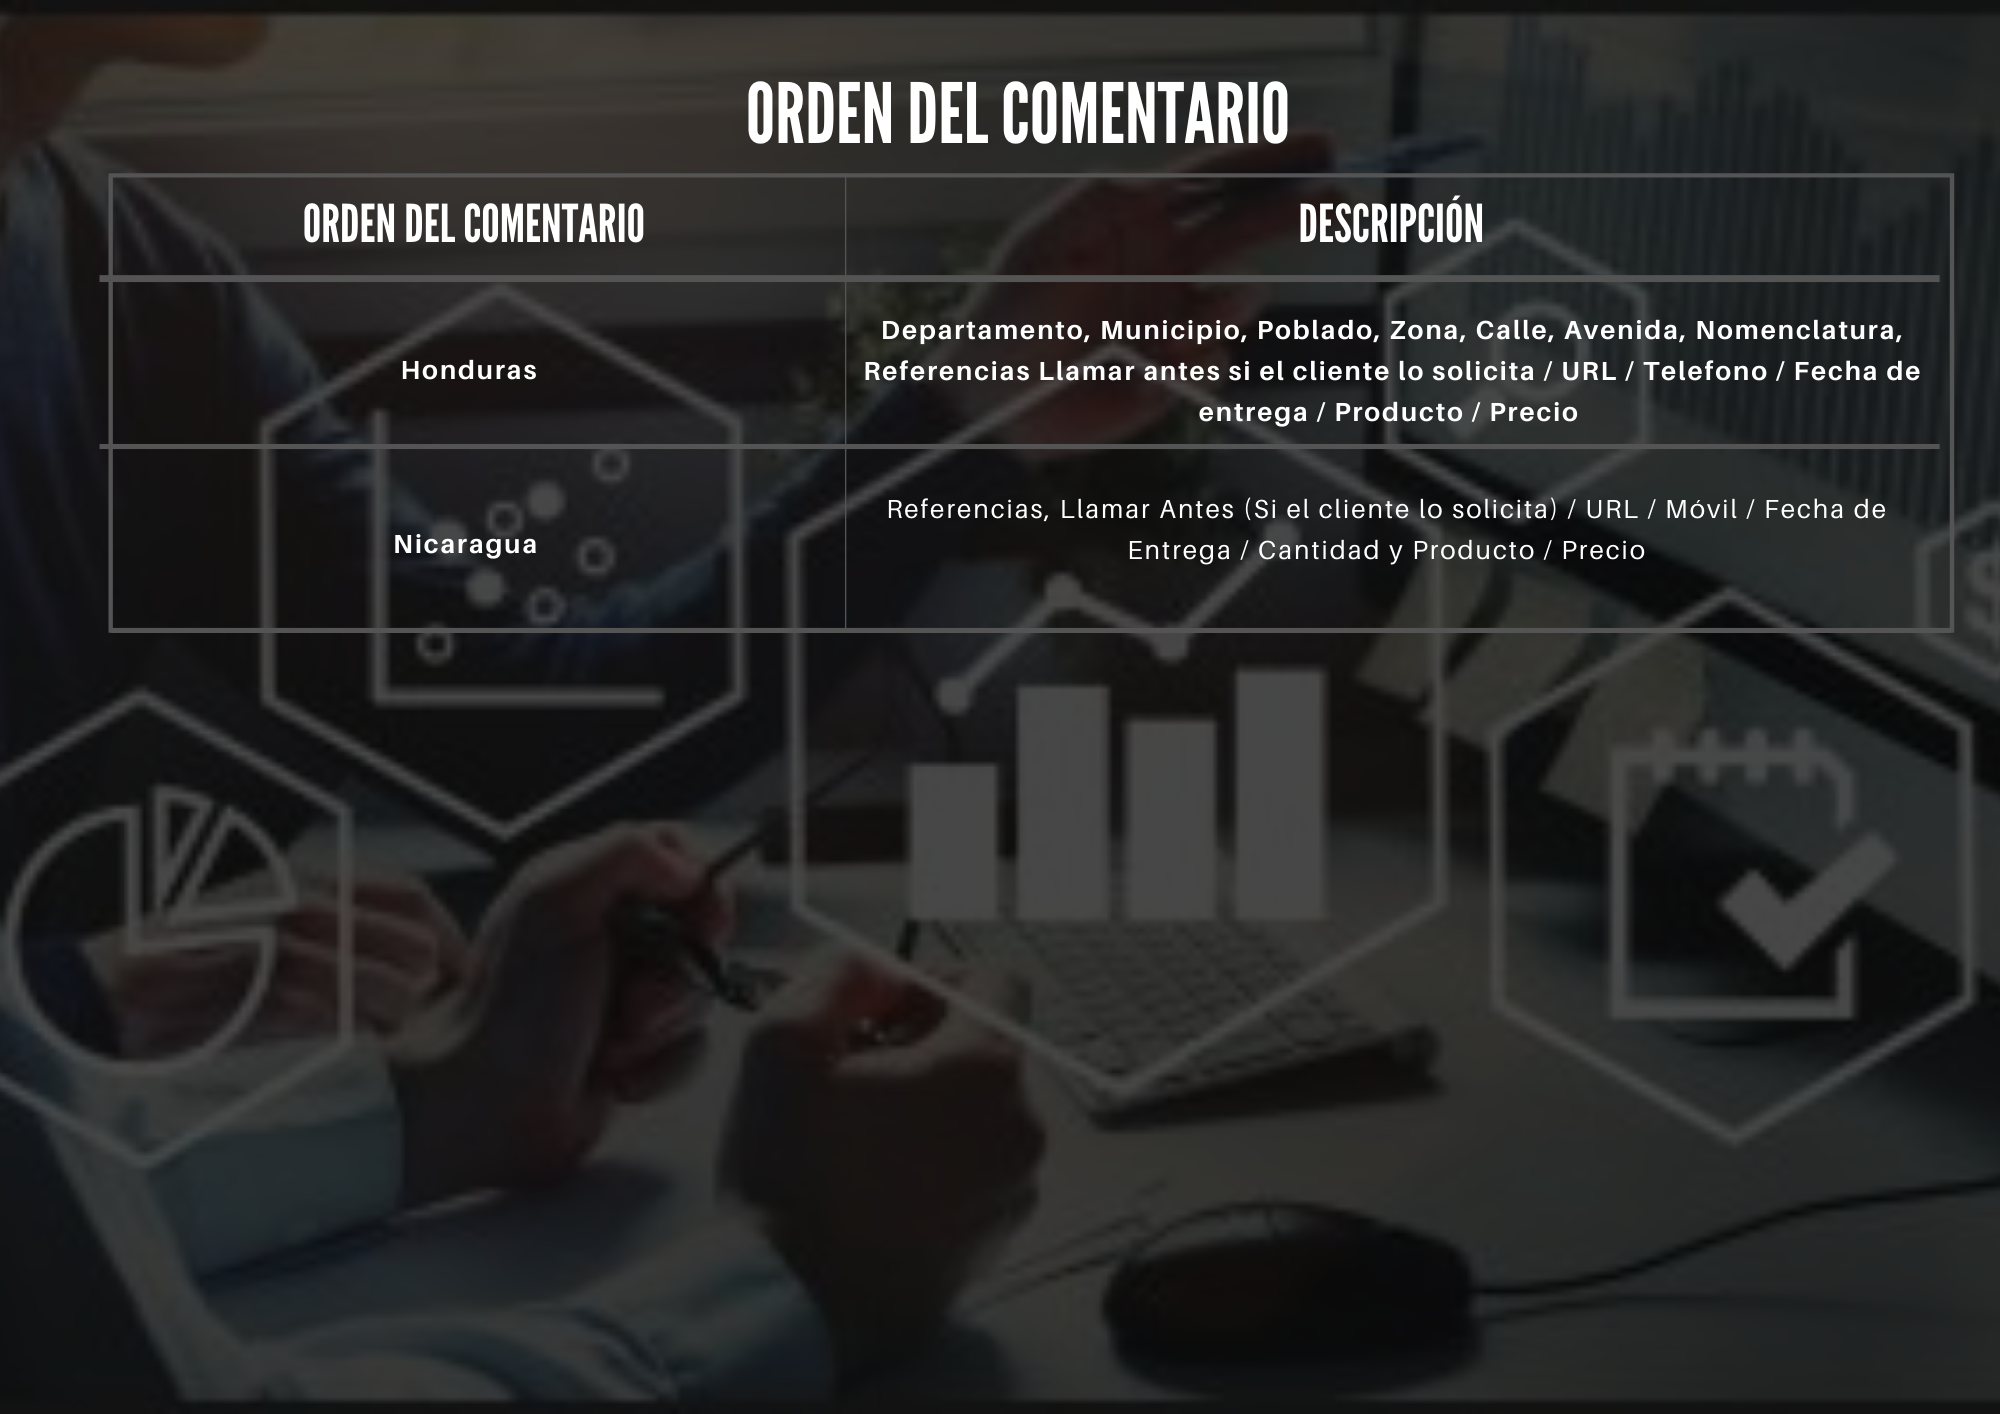 ORDEN DEL COMENTARIO
ORDEN DEL COMENTARIO
DESCRIPCIÓN
Honduras
Departamento, Municipio, Poblado, Zona, Calle, Avenida, Nomenclatura,
Referencias Llamar antes si el cliente lo solicita / URL / Telefono / Fecha de
entrega / Producto / Precio
Nicaragua
Referencias, Llamar Antes (Si el cliente lo solicita) / URL / Móvil / Fecha de
Entrega / Cantidad y Producto / Precio
$